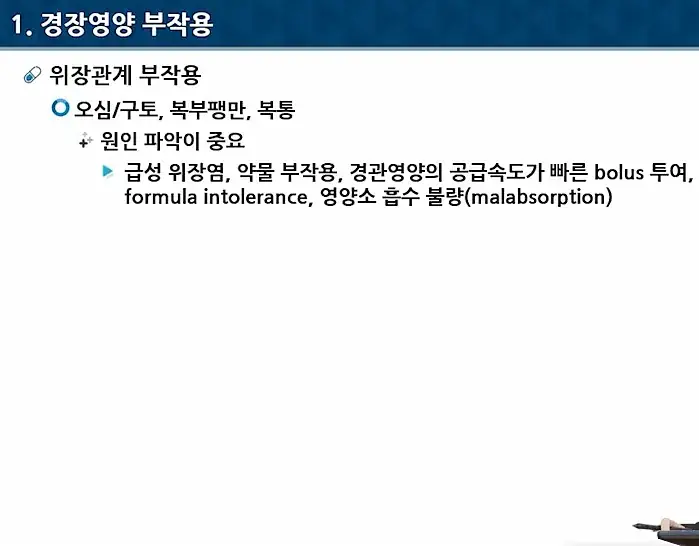 1. 경장영양 부작용
위장관계 부작용
오심/구토, 복부팽만, 복통
원인 파악이 중요
급성 위장염, 약물 부작용, 경관영양의 공급속도가 빠른 bolus 투여,
formula intolerance, 영양소 흡수 불량(malabsorption)